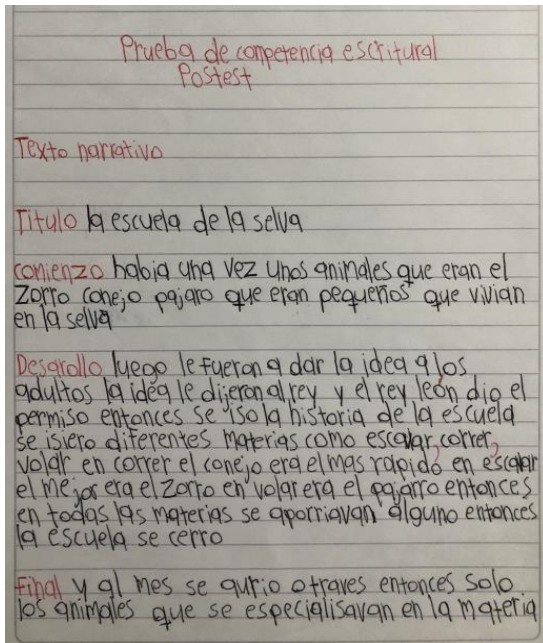 Prueba de competencia escritural
Postest
Texto narrativo
Titulo la escuela de la selva
comienzo habia una vez unos animales que eran el
zorro conejo pajaro que eran pequeños que vivian
en la selva
Desarollo luego le fueron a dar la idea a los
adultos la idea le dijeron al rey y el rey león dio el
permiso entonces se iso la historia de la escuela
se isiero diferentes materias como escalar, correr,
volar en correr el conejo era el mas rapido en escalar
el mejor era el zorro en volar era el pajarro entonces
en todas las materias se aporriavan alguno entonces
la escuela se cerro
Final y al mes se aurio otraves entonces solo
los animales que se especialisavan en la materia